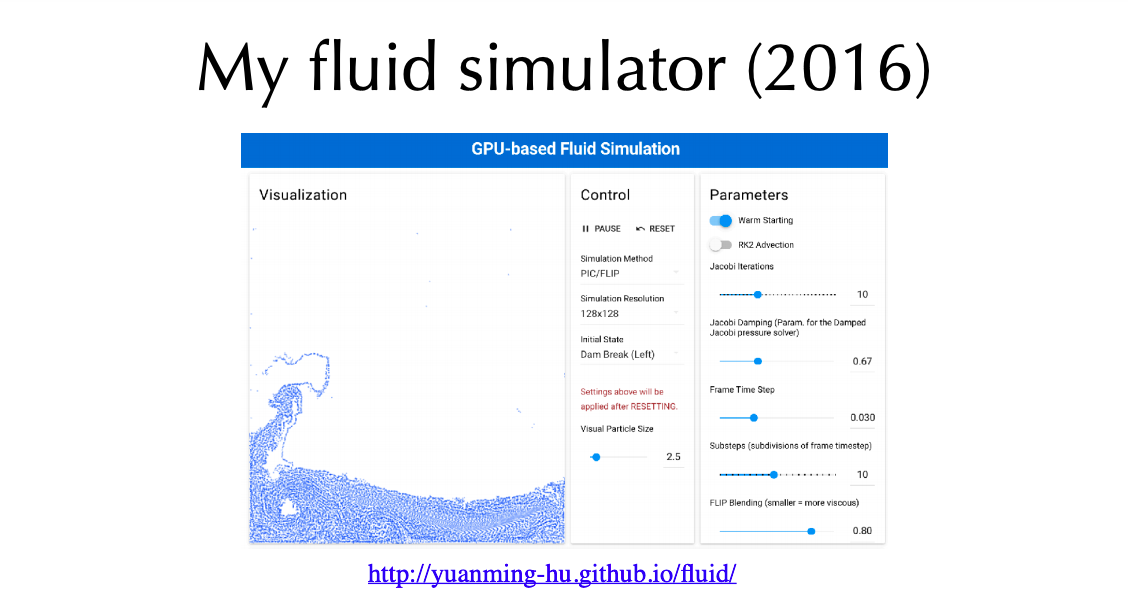 My fluid simulator (2016)
GPU-based Fluid Simulation
Visualization
Control
PAUSE RESET
Simulation Method
PIC/FLIP
Simulation Resolution
128x128
Initial State
Dam Break (Left)
Settings above will be
applied after RESETTING.
Visual Particle Size
2.5
Parameters
Warm Starting
RK2 Advection
Jacobi Iterations
10
Jacobi Damping (Param. for the Damped
Jacobi pressure solver)
0.67
Frame Time Step
0.030
Substeps (subdivisions of frame timestep)
10
FLIP Blending (smaller = more viscous)
0.80
http://yuanming-hu.github.io/fluid/